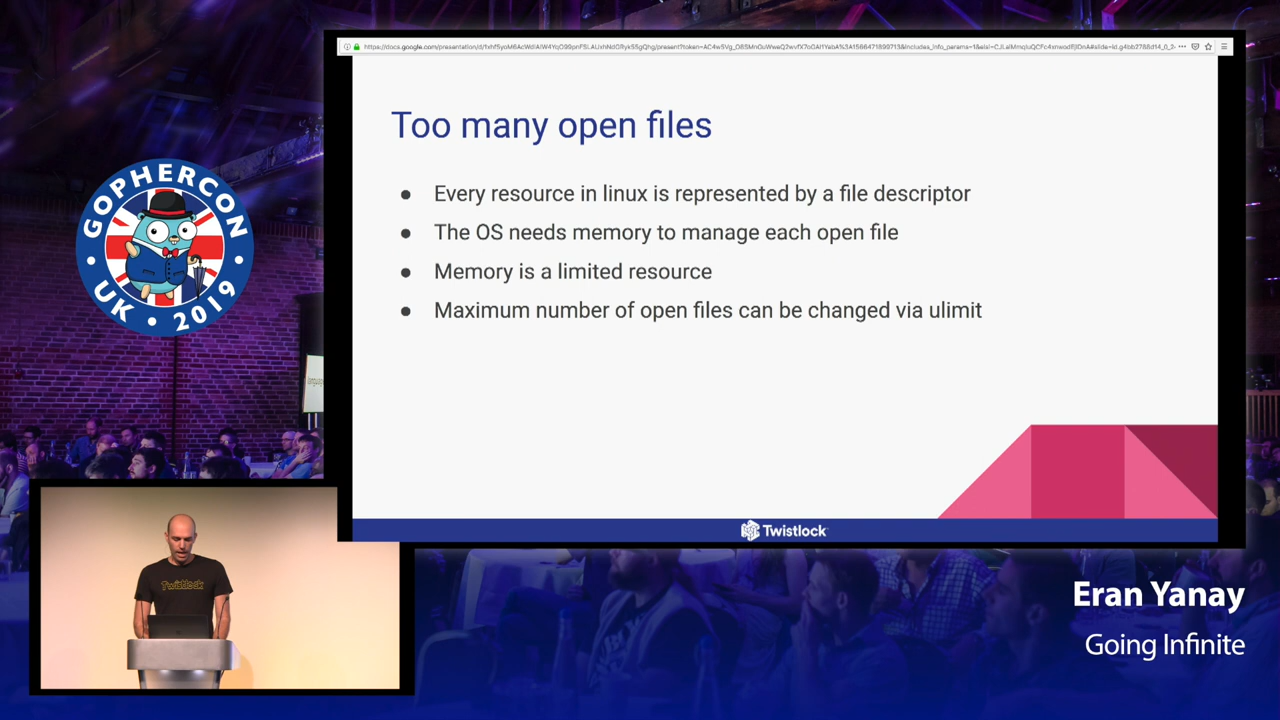 Too many open files
● Every resource in linux is represented by a file descriptor
● The OS needs memory to manage each open file
● Memory is a limited resource
● Maximum number of open files can be changed via ulimit
Twistlock
GOPHERCON
UK • 2019
Twistlock
Eran Yanay
Going Infinite